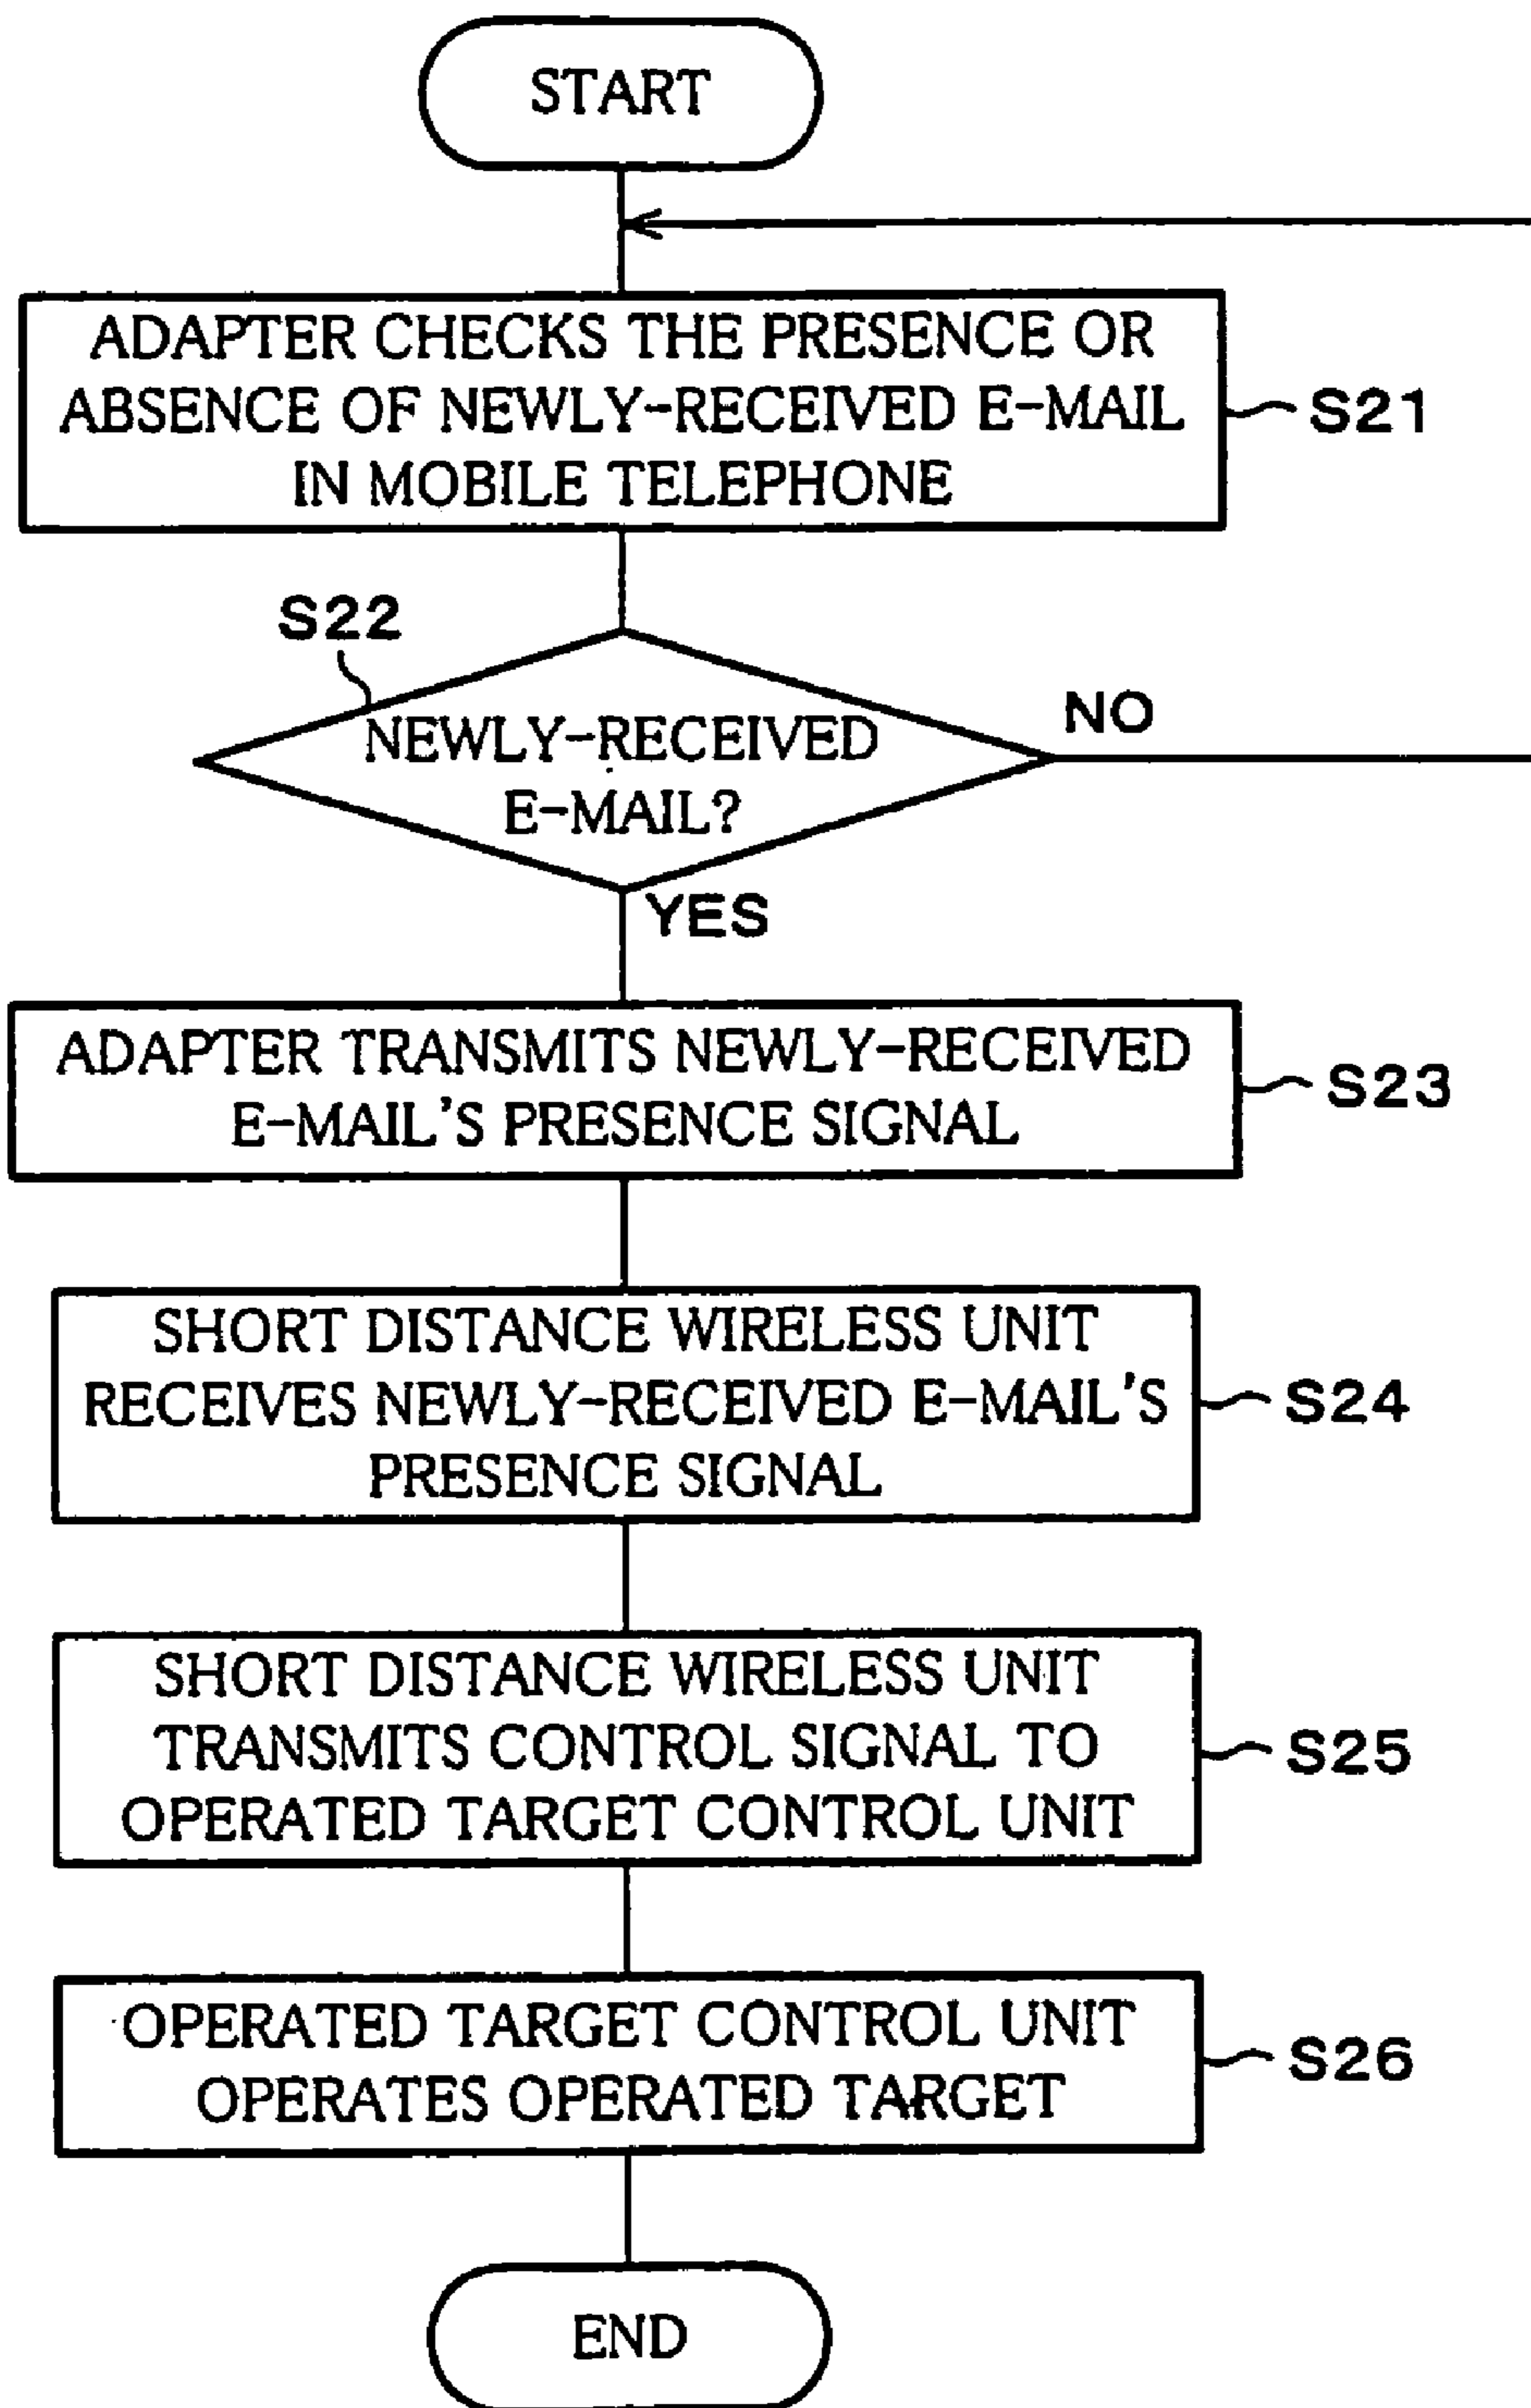 START
ADAPTER CHECKS THE PRESENCE OR
ABSENCE OF NEWLY-RECEIVED E-MAIL
IN MOBILE TELEPHONE
S21
S22
NEWLY-RECEIVED
E-MAIL?
NO
YES
ADAPTER TRANSMITS NEWLY-RECEIVED
E-MAIL'S PRESENCE SIGNAL
S23
SHORT DISTANCE WIRELESS UNIT
RECEIVES NEWLY-RECEIVED E-MAIL'S
PRESENCE SIGNAL
S24
SHORT DISTANCE WIRELESS UNIT
TRANSMITS CONTROL SIGNAL TO
OPERATED TARGET CONTROL UNIT
S25
OPERATED TARGET CONTROL UNIT
OPERATES OPERATED TARGET
S26
END